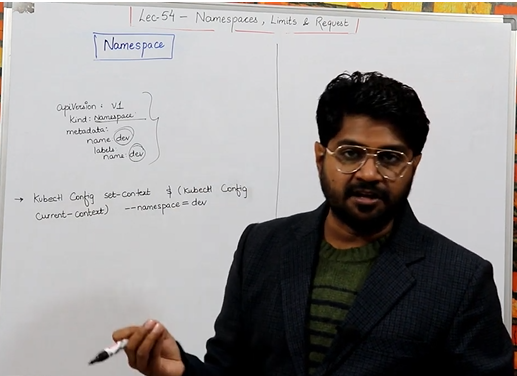 Lec-54 - Namespaces, Limits & Request
Namespace
apiVersion: v1
kind: Namespace
metadata:
name: dev
labels
name: dev
→ Kubectl Config set-context $(Kubectl Config
Current-context) --namespace = dev